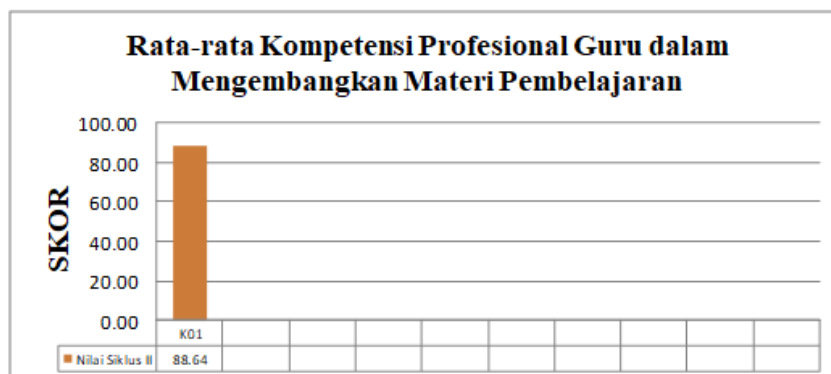 Rata-rata Kompetensi Profesional Guru dalam
Mengembangkan Materi Pembelajaran
SKOR
100.00
80.00
60.00
40.00
20.00
0.00
K01
Nilai Siklus II 88.64